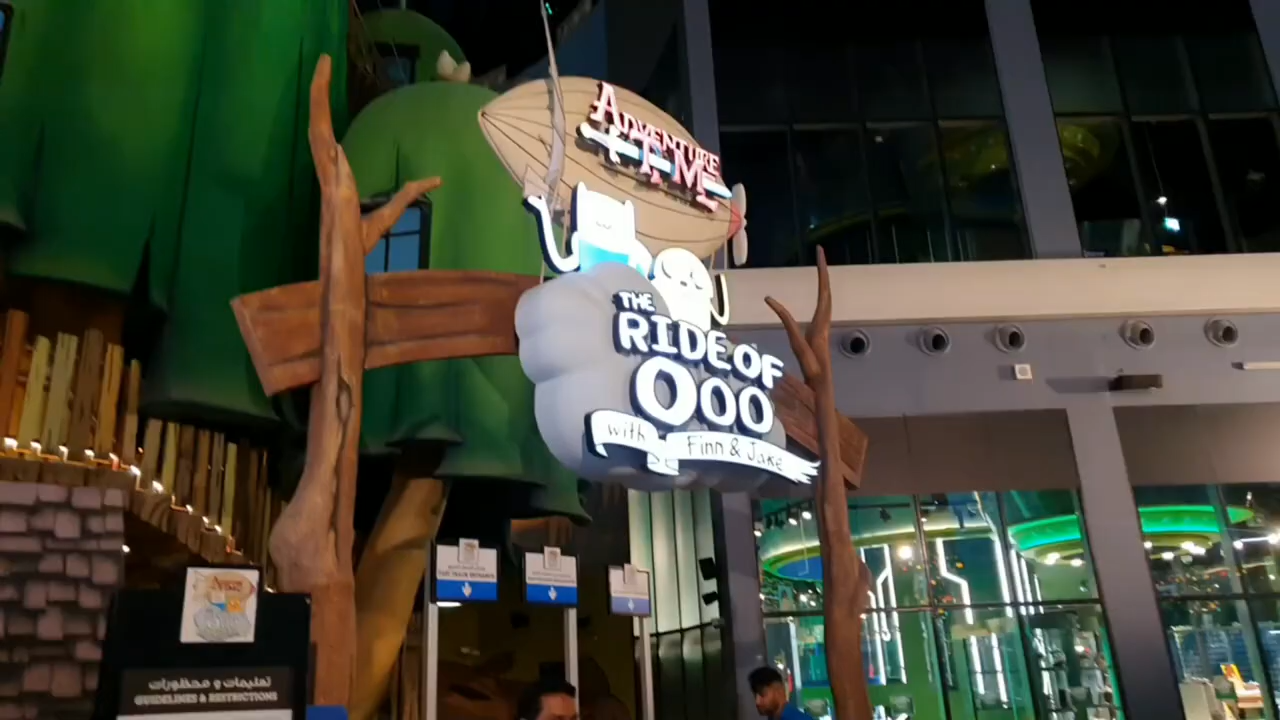 ADVENTURE
TIME
THE
RIDE OF
OOO
with Finn & Jake
تعليمات و محظورات
GUIDELINES & RESTRICTIONS